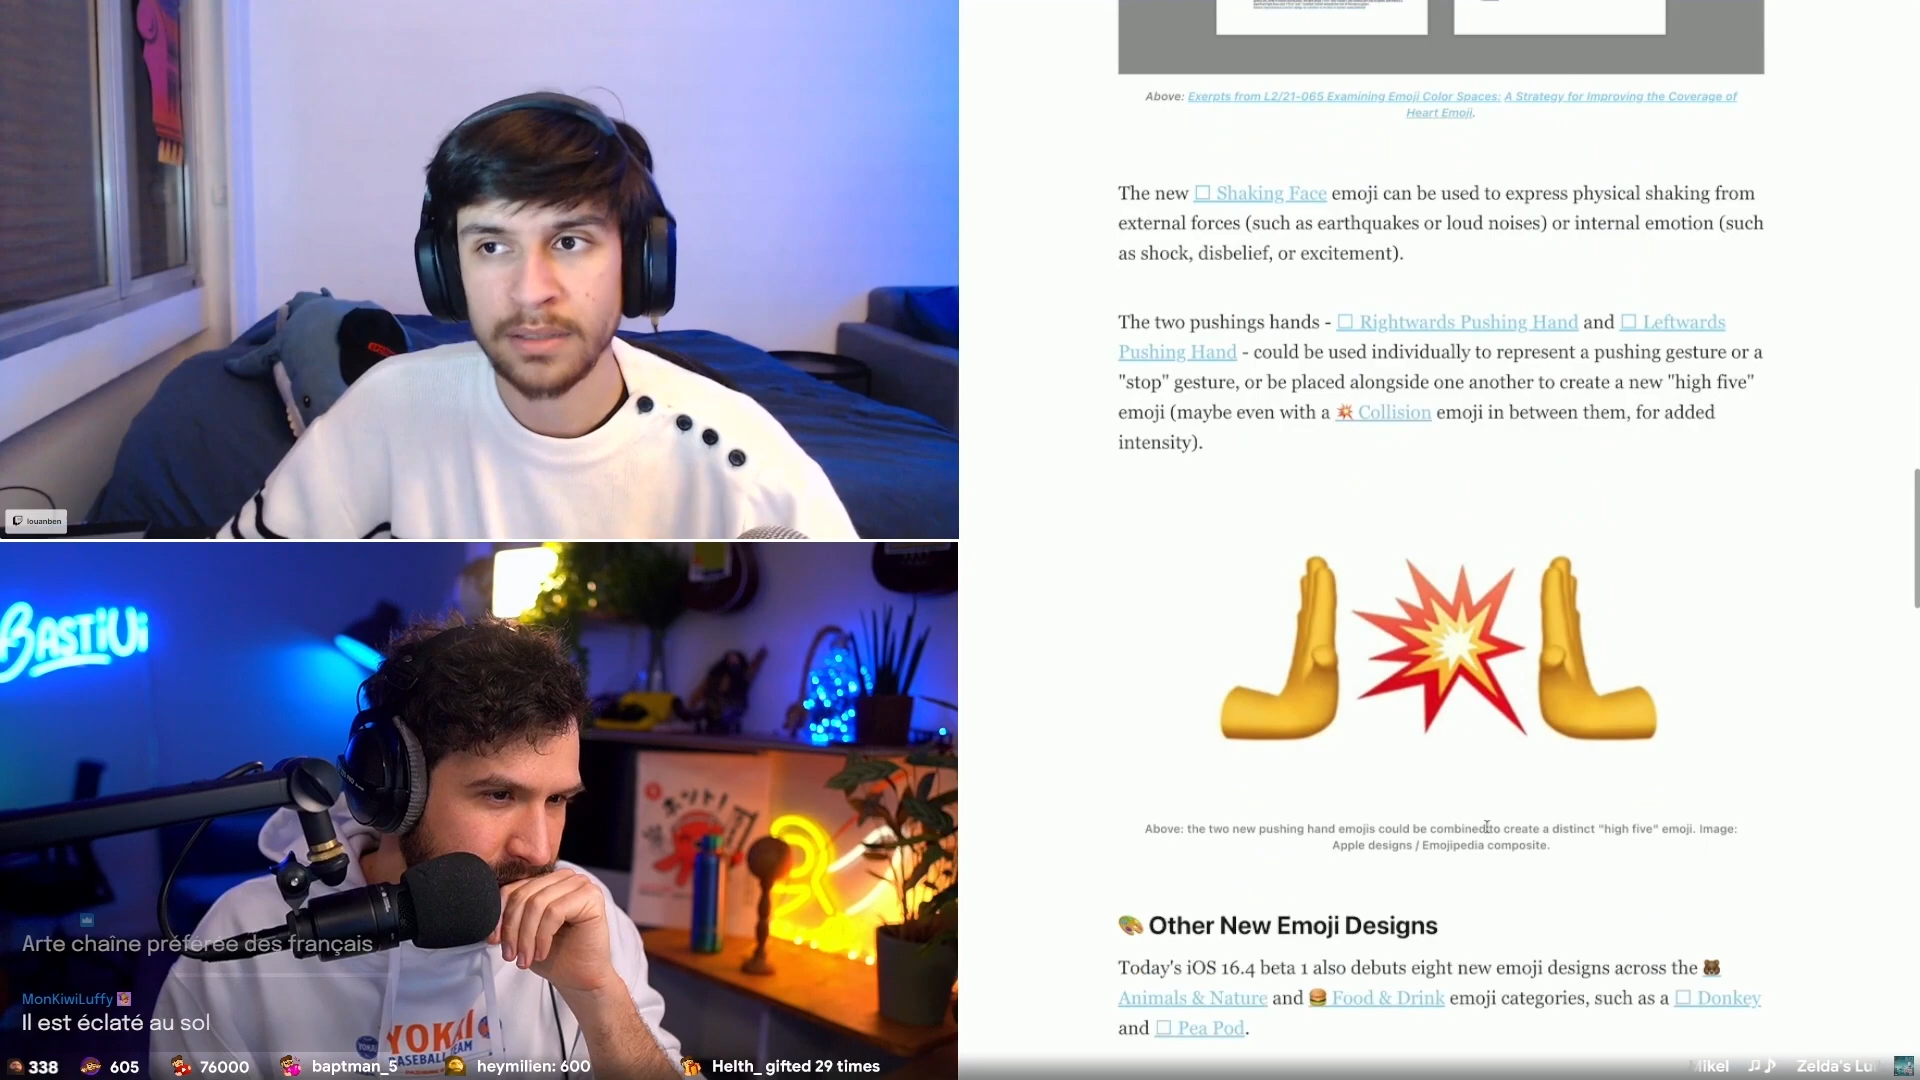 louanben
BASTiUi
Arte chaîne préférée des français
MonKiwiLuffy
Il est éclaté au sol
YOKAI
BASEBALL TEAM
338
605
76000
baptman_5
heymilien: 600
Helth_ gifted 29 times
Above: Exerpts from L2/21-065 Examining Emoji Color Spaces: A Strategy for Improving the Coverage of
Heart Emoji.
The new □ Shaking Face emoji can be used to express physical shaking from
external forces (such as earthquakes or loud noises) or internal emotion (such
as shock, disbelief, or excitement).
The two pushings hands - □ Rightwards Pushing Hand and □ Leftwards
Pushing Hand - could be used individually to represent a pushing gesture or a
"stop" gesture, or be placed alongside one another to create a new "high five"
emoji (maybe even with a 💥 Collision emoji in between them, for added
intensity).
Above: the two new pushing hand emojis could be combined to create a distinct "high five" emoji. Image:
Apple designs / Emojipedia composite.
🎨 Other New Emoji Designs
Today's iOS 16.4 beta 1 also debuts eight new emoji designs across the 🐻
Animals & Nature and 🍔 Food & Drink emoji categories, such as a □ Donkey
and □ Pea Pod.
Mikel
Zelda's Lu